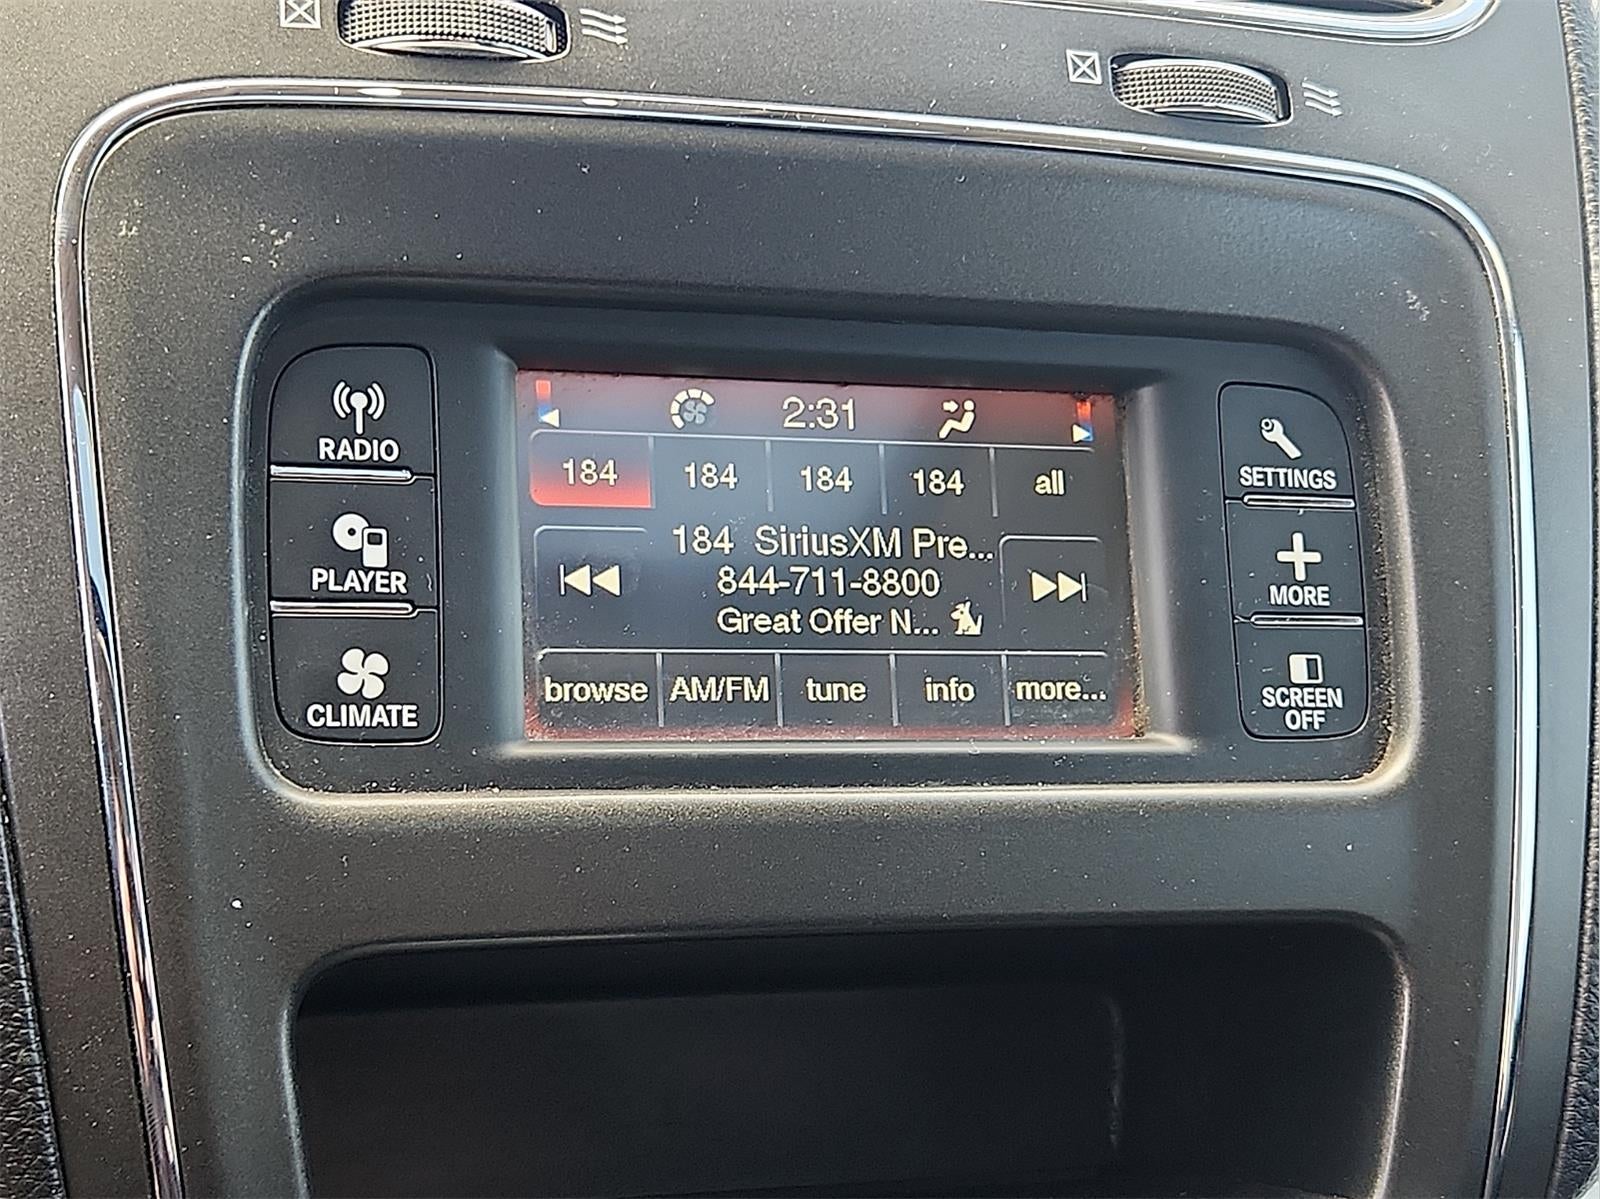 RADIO
PLAYER
CLIMATE
2:31
184 184 184 184 all
184 SiriusXM Pre...
844-711-8800
Great Offer N...
browse AM/FM tune info more...
SETTINGS
MORE
SCREEN
OFF